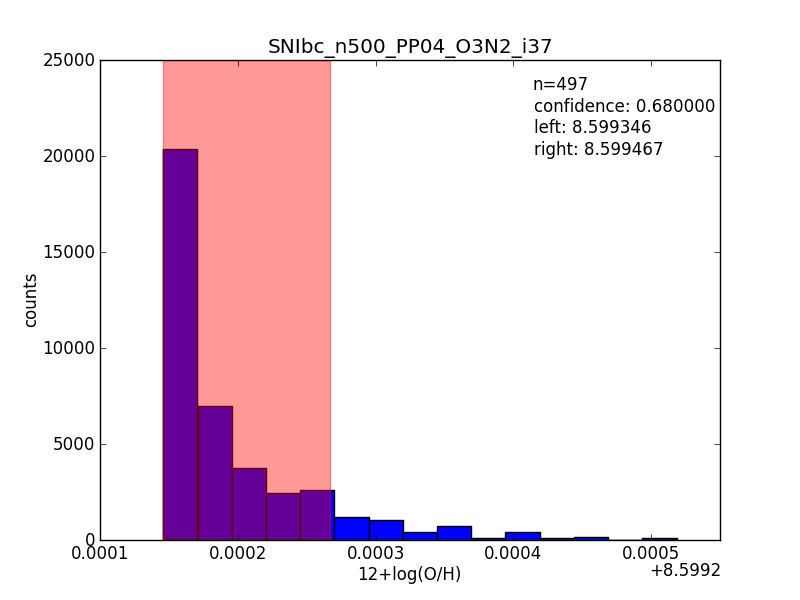 SNIbc_n500_PP04_O3N2_i37
n=497
confidence: 0.680000
left: 8.599346
right: 8.599467
25000
20000
15000
10000
5000
0
counts
0.0001 0.0002 0.0003 0.0004 0.0005
+8.5992
12+log(O/H)